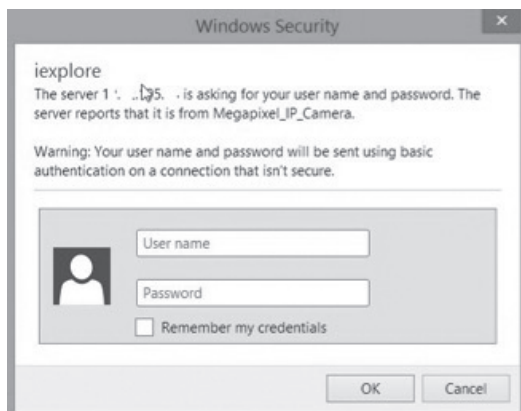 Windows Security
iexplore
The server is asking for your user name and password. The
server reports that it is from Megapixel_IP_Camera.
Warning: Your user name and password will be sent using basic
authentication on a connection that isn't secure.
User name
Password
Remember my credentials
OK
Cancel